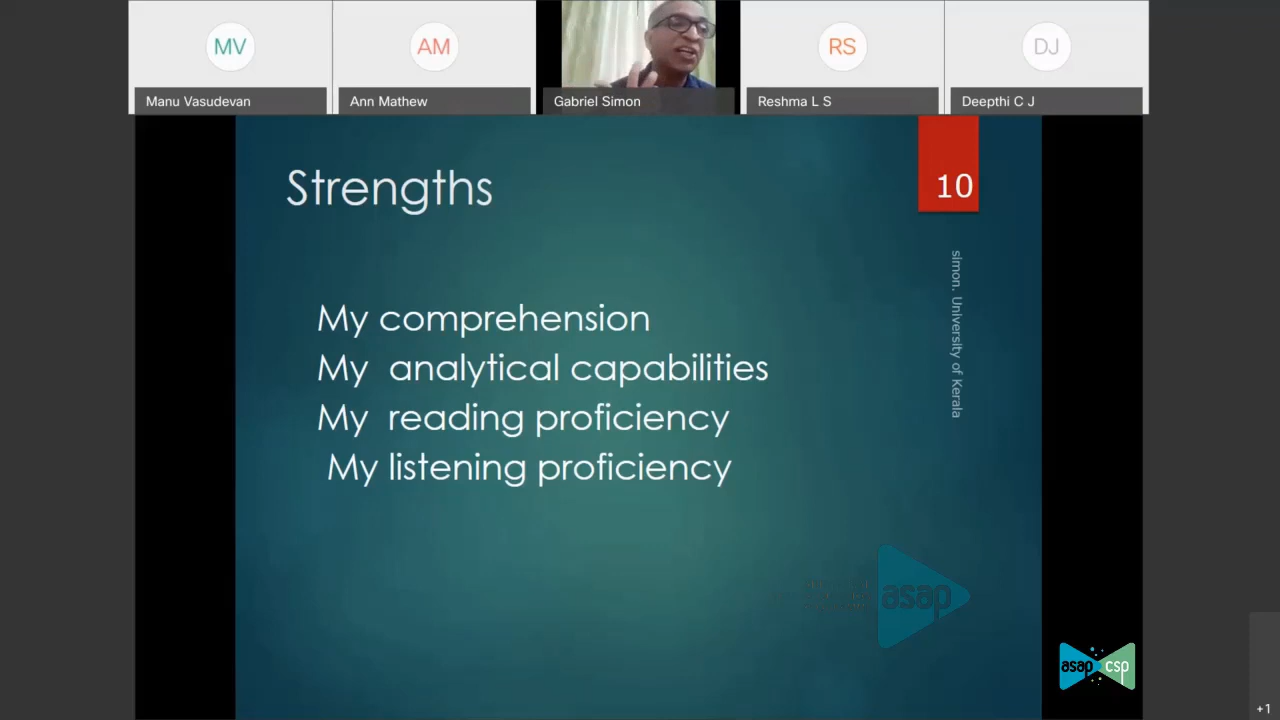 MV
AM
RS
DJ
Manu Vasudevan
Ann Mathew
Gabriel Simon
Reshma L S
Deepthi C J
Strengths
10
simon. University of Kerala
My comprehension
My analytical capabilities
My reading proficiency
My listening proficiency
asap
asap csp
+1